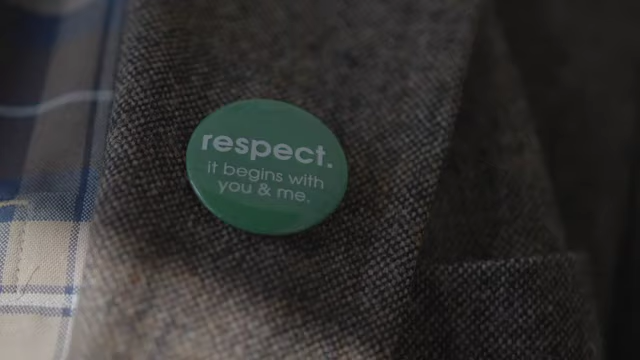 respect.
it begins with
you & me.